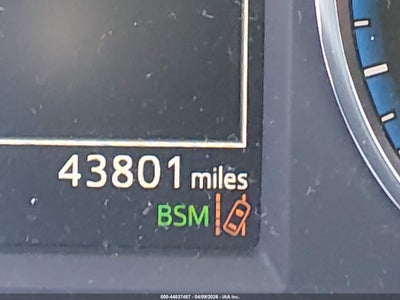 43801 miles
BSM
000-44837487 - 04/09/2026 - IAA Inc.